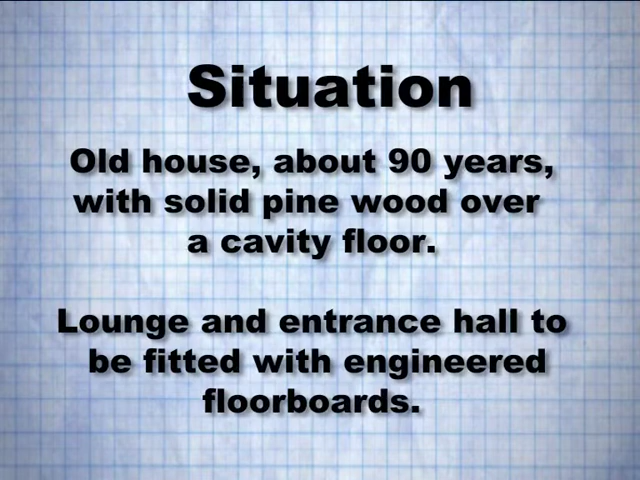 Situation
Old house, about 90 years,
with solid pine wood over
a cavity floor.
Lounge and entrance hall to
be fitted with engineered
floorboards.